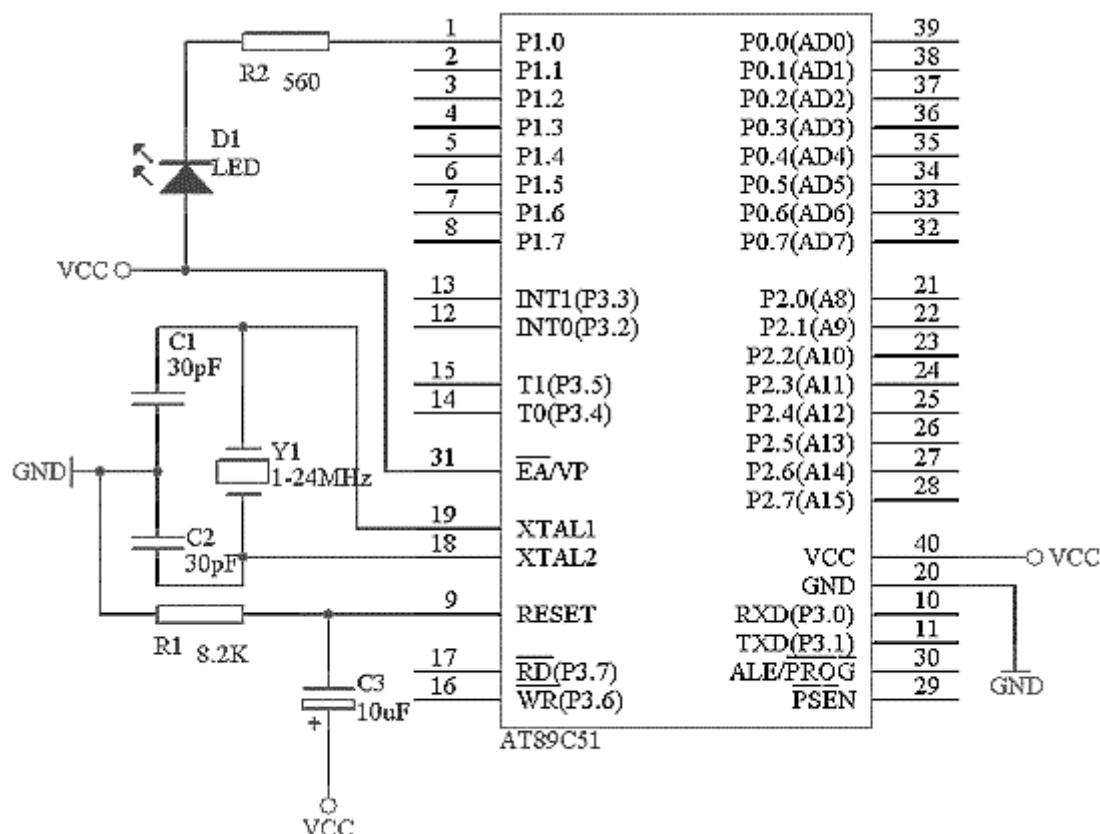 1 P1.0 P0.0(AD0) 39
R2 560
2 P1.1 P0.1(AD1) 38
3 P1.2 P0.2(AD2) 37
4 P1.3 P0.3(AD3) 36
D1
LED
5 P1.4 P0.4(AD4) 35
6 P1.5 P0.5(AD5) 34
7 P1.6 P0.6(AD6) 33
8 P1.7 P0.7(AD7) 32
VCC
13 INT1(P3.3) P2.0(A8) 21
12 INT0(P3.2) P2.1(A9) 22
C1
30pF
P2.2(A10) 23
15 T1(P3.5) P2.3(A11) 24
14 T0(P3.4) P2.4(A12) 25
P2.5(A13) 26
GND
Y1
1-24MHz
31 EA/VP P2.6(A14) 27
P2.7(A15) 28
19 XTAL1
C2
30pF
18 XTAL2 VCC 40 VCC
GND 20
R1 8.2K
9 RESET RXD(P3.0) 10
TXD(P3.1) 11
17 RD(P3.7) ALE/PROG 30
GND
C3
10uF
+
16 WR(P3.6) PSEN 29
AT89C51
VCC